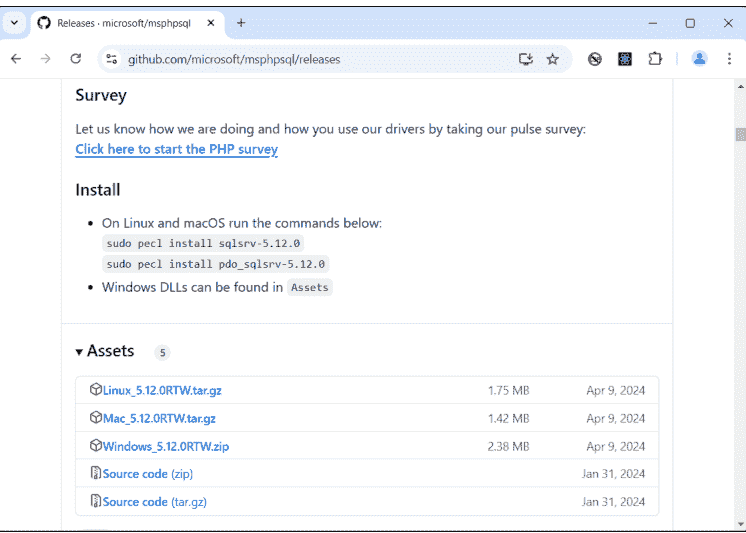 Releases · microsoft/msphpsql
github.com/microsoft/msphpsql/releases
Survey
Let us know how we are doing and how you use our drivers by taking our pulse survey:
Click here to start the PHP survey
Install
On Linux and macOS run the commands below:
sudo pecl install sqlsrv-5.12.0
sudo pecl install pdo_sqlsrv-5.12.0
Windows DLLs can be found in Assets
Assets 5
Linux_5.12.0RTW.tar.gz 1.75 MB Apr 9, 2024
Mac_5.12.0RTW.tar.gz 1.42 MB Apr 9, 2024
Windows_5.12.0RTW.zip 2.38 MB Apr 9, 2024
Source code (zip) Jan 31, 2024
Source code (tar.gz) Jan 31, 2024